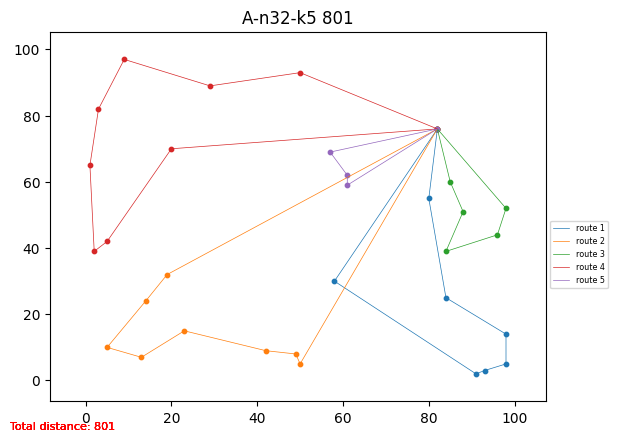 A-n32-k5 801
100
80
60
40
20
0
0 20 40 60 80 100
route 1
route 2
route 3
route 4
route 5
Total distance: 801